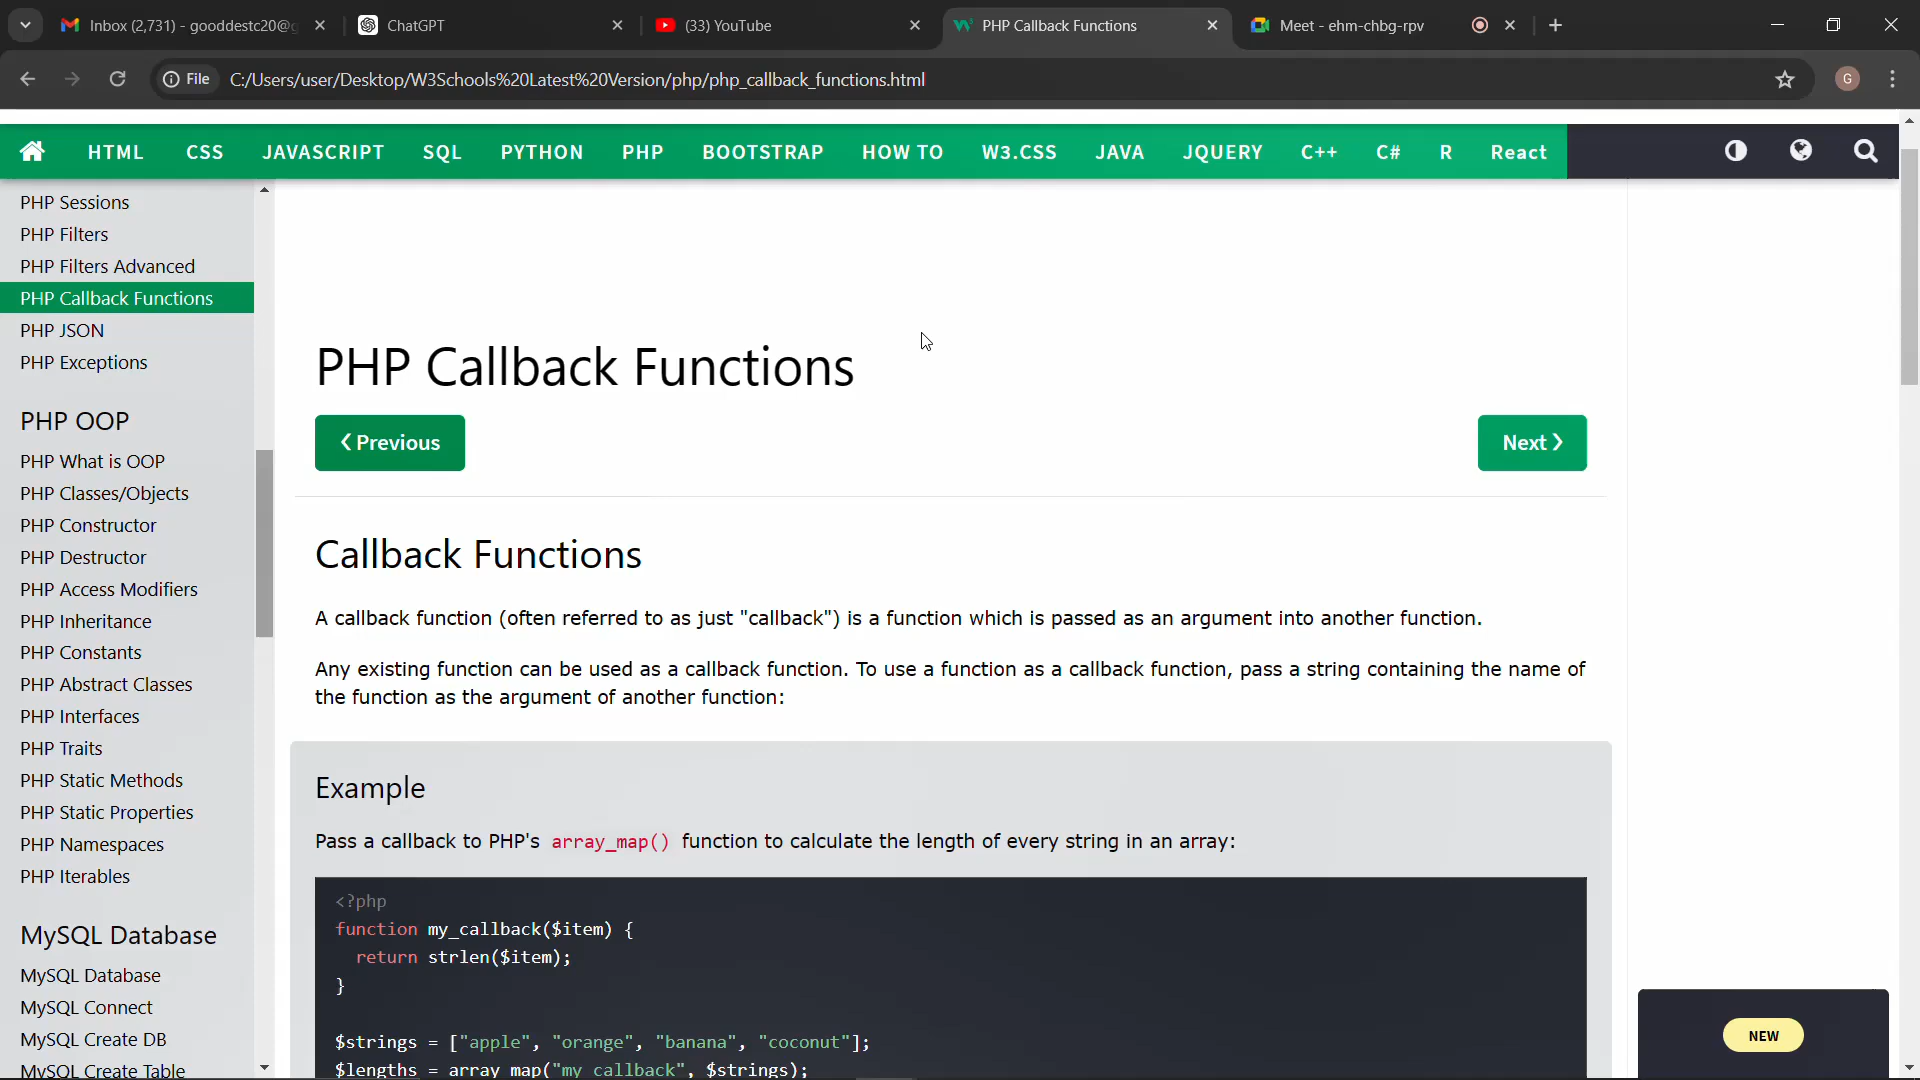 Inbox (2,731) - gooddestc20@g
ChatGPT
(33) YouTube
PHP Callback Functions
Meet - ehm-chbg-rpv
File
C:/Users/user/Desktop/W3Schools%20Latest%20Version/php/php_callback_functions.html
G
HTML CSS JAVASCRIPT SQL PYTHON PHP BOOTSTRAP HOW TO W3.CSS JAVA JQUERY C++ C# R React
PHP Sessions
PHP Filters
PHP Filters Advanced
PHP Callback Functions
PHP JSON
PHP Exceptions
PHP OOP
PHP What is OOP
PHP Classes/Objects
PHP Constructor
PHP Destructor
PHP Access Modifiers
PHP Inheritance
PHP Constants
PHP Abstract Classes
PHP Interfaces
PHP Traits
PHP Static Methods
PHP Static Properties
PHP Namespaces
PHP Iterables
MySQL Database
MySQL Database
MySQL Connect
MySQL Create DB
MySQL Create Table
PHP Callback Functions
❮ Previous
Next ❯
Callback Functions
A callback function (often referred to as just "callback") is a function which is passed as an argument into another function.
Any existing function can be used as a callback function. To use a function as a callback function, pass a string containing the name of
the function as the argument of another function:
Example
Pass a callback to PHP's array_map() function to calculate the length of every string in an array:
<?php
function my_callback($item) {
  return strlen($item);
}
$strings = ["apple", "orange", "banana", "coconut"];
$lengths = array_map("my_callback", $strings);
NEW